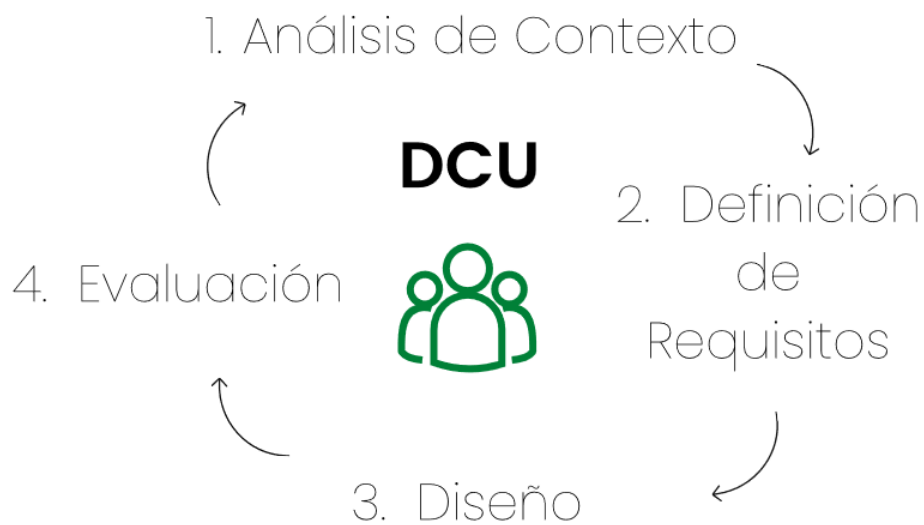 1. Análisis de Contexto
DCU
2. Definición
de
Requisitos
4. Evaluación
3. Diseño